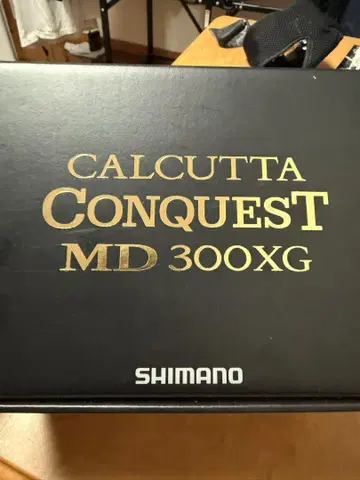 CALCUTTA
CONQUEST
MD 300XG
SHIMANO